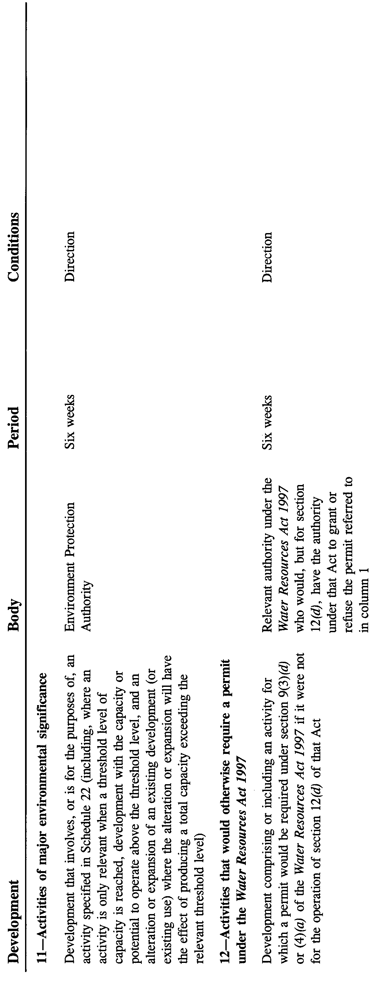 Development Body Period Conditions
11—Activities of major environmental significance
Development that involves, or is for the purposes of, an Environment Protection Six weeks Direction
activity specified in Schedule 22 (including, where an Authority
activity is only relevant when a threshold level of
capacity is reached, development with the capacity or
potential to operate above the threshold level, and an
alteration or expansion of an existing development (or
existing use) where the alteration or expansion will have
the effect of producing a total capacity exceeding the
relevant threshold level)
12—Activities that would otherwise require a permit
under the Water Resources Act 1997
Development comprising or including an activity for Relevant authority under the Six weeks Direction
which a permit would be required under section 9(3)(d) Water Resources Act 1997
or (4)(a) of the Water Resources Act 1997 if it were not who would, but for section
for the operation of section 12(d) of that Act 12(d), have the authority
under that Act to grant or
refuse the permit referred to
in column 1